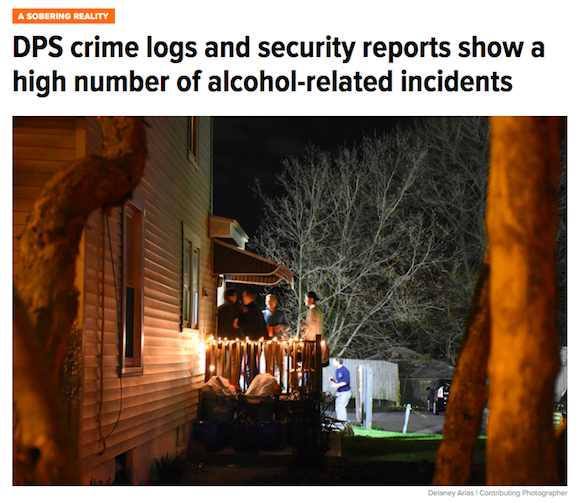 A SOBERING REALITY
DPS crime logs and security reports show a
high number of alcohol-related incidents
Delaney Arias | Contributing Photographer